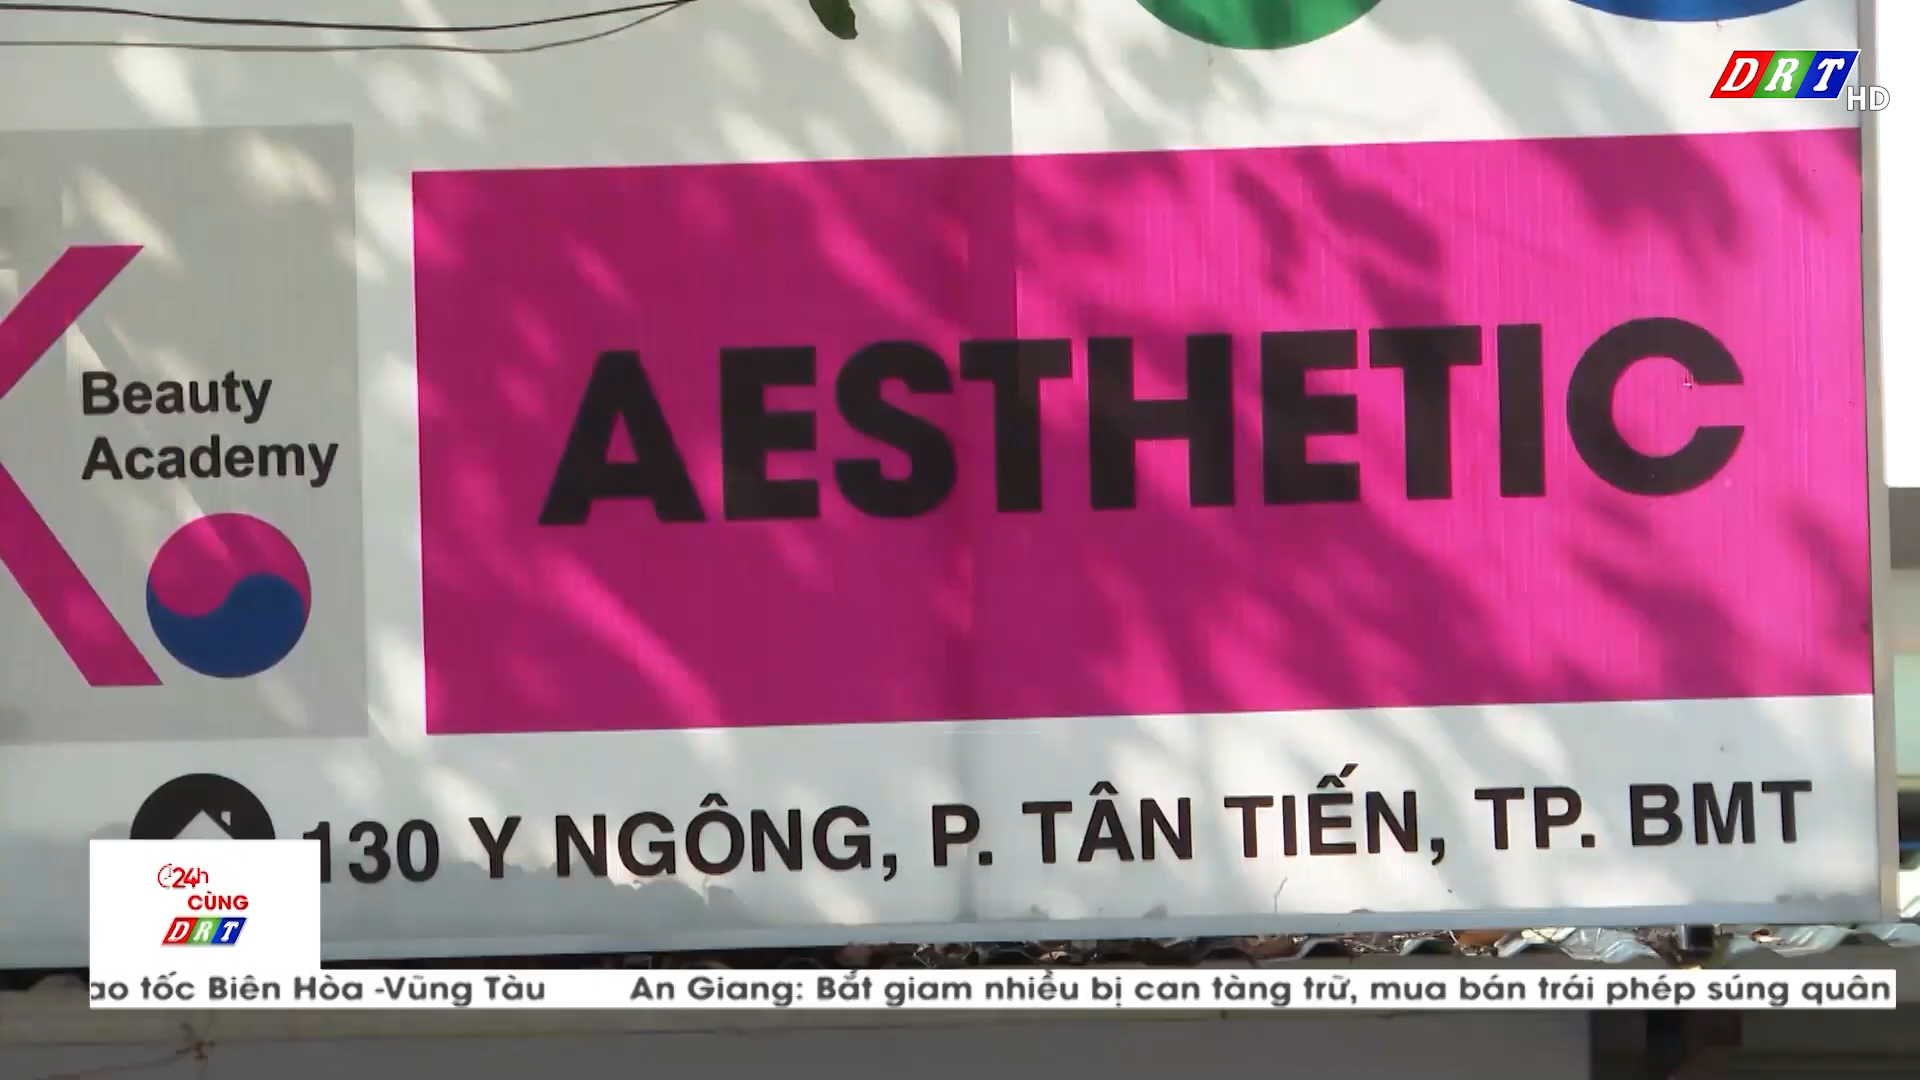 DRT HD
K
Beauty
Academy
AESTHETIC
130 Y NGÔNG, P. TÂN TIẾN, TP. BMT
24h
CÙNG
DRT
ao tốc Biên Hòa -Vũng Tàu An Giang: Bắt giam nhiều bị can tàng trữ, mua bán trái phép súng quân